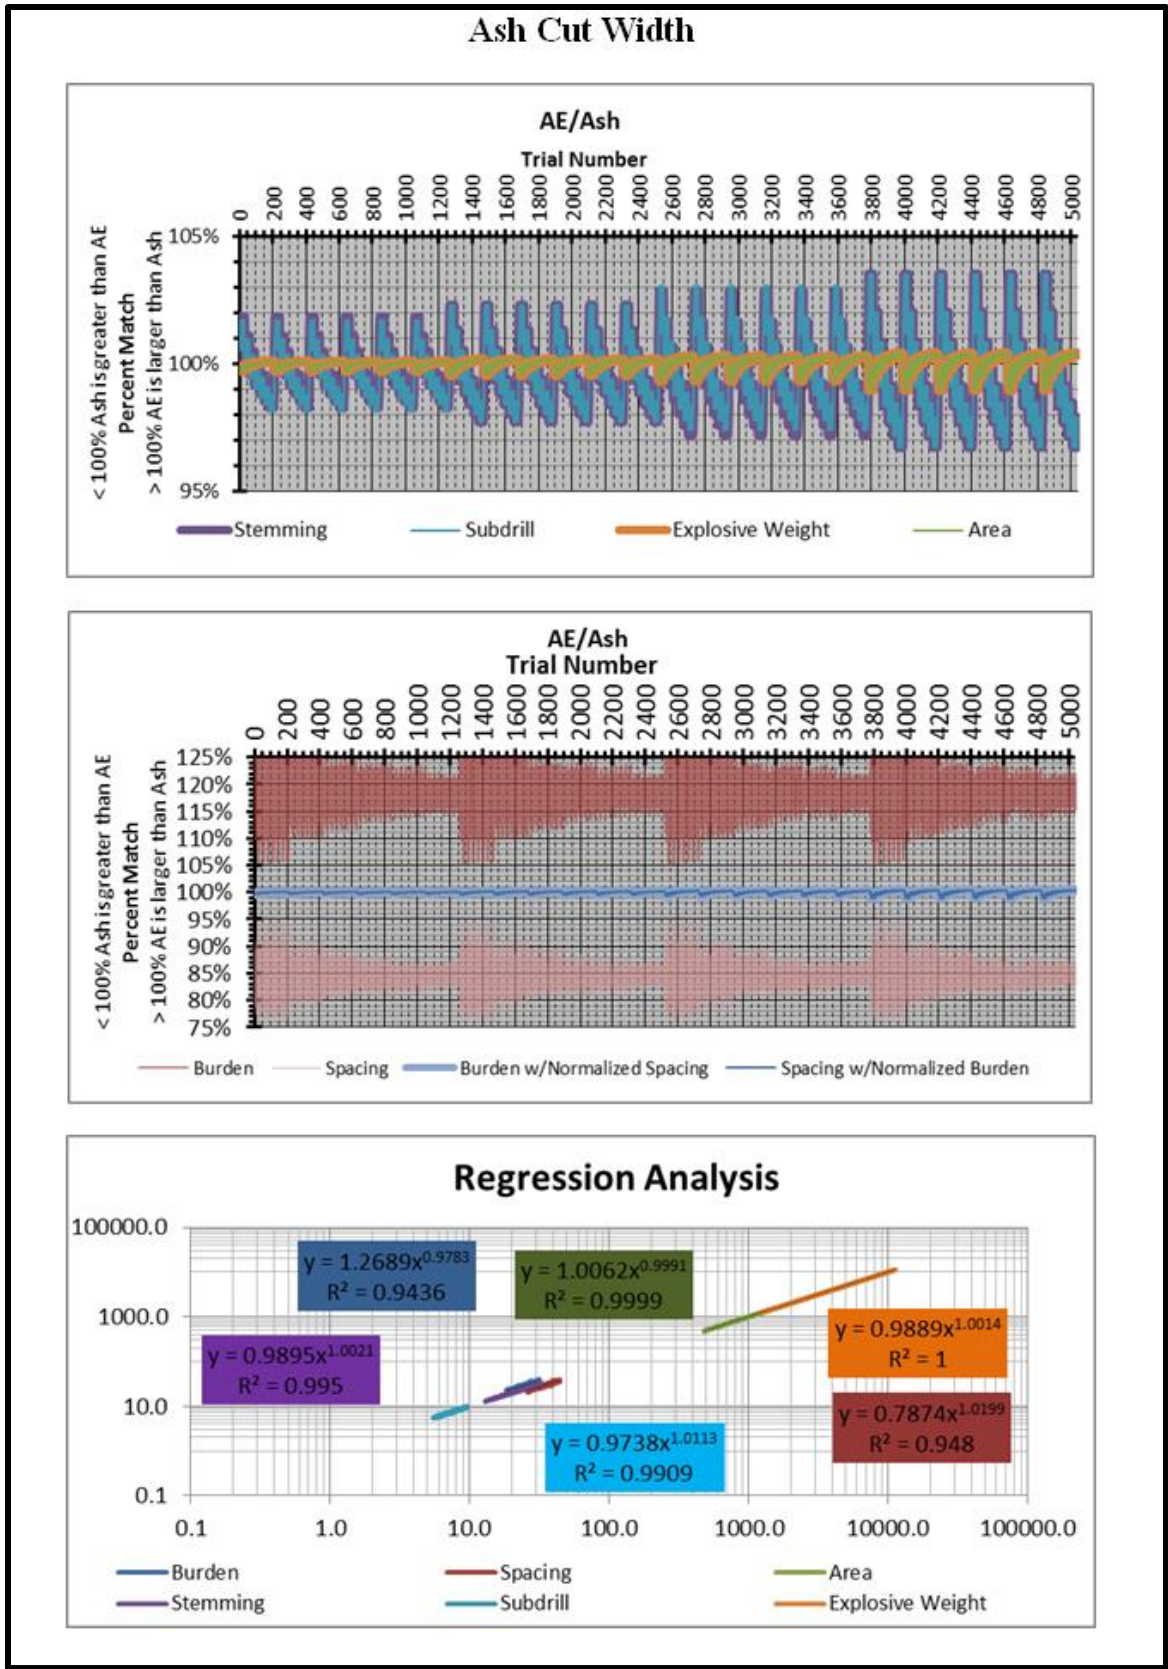 Ash Cut Width
AE/Ash
Trial Number
0 200 400 600 800 1000 1200 1400 1600 1800 2000 2200 2400 2600 2800 3000 3200 3400 3600 3800 4000 4200 4400 4600 4800 5000
< 100% Ash is greater than AE
Percent Match
> 100% AE is larger than Ash
105%
100%
95%
Stemming Subdrill Explosive Weight Area
AE/Ash
Trial Number
0 200 400 600 800 1000 1200 1400 1600 1800 2000 2200 2400 2600 2800 3000 3200 3400 3600 3800 4000 4200 4400 4600 4800 5000
< 100% Ash is greater than AE
Percent Match
> 100% AE is larger than Ash
125%
120%
115%
110%
105%
100%
95%
90%
85%
80%
75%
Burden Spacing Burden w/Normalized Spacing Spacing w/Normalized Burden
Regression Analysis
100000.0
1000.0
10.0
0.1
y = 1.2689x^0.9783
R² = 0.9436
y = 1.0062x^0.9991
R² = 0.9999
y = 0.9889x^1.0014
R² = 1
y = 0.9895x^1.0021
R² = 0.995
y = 0.7874x^1.0199
R² = 0.948
y = 0.9738x^1.0113
R² = 0.9909
0.1 1.0 10.0 100.0 1000.0 10000.0 100000.0
Burden Spacing Area
Stemming Subdrill Explosive Weight